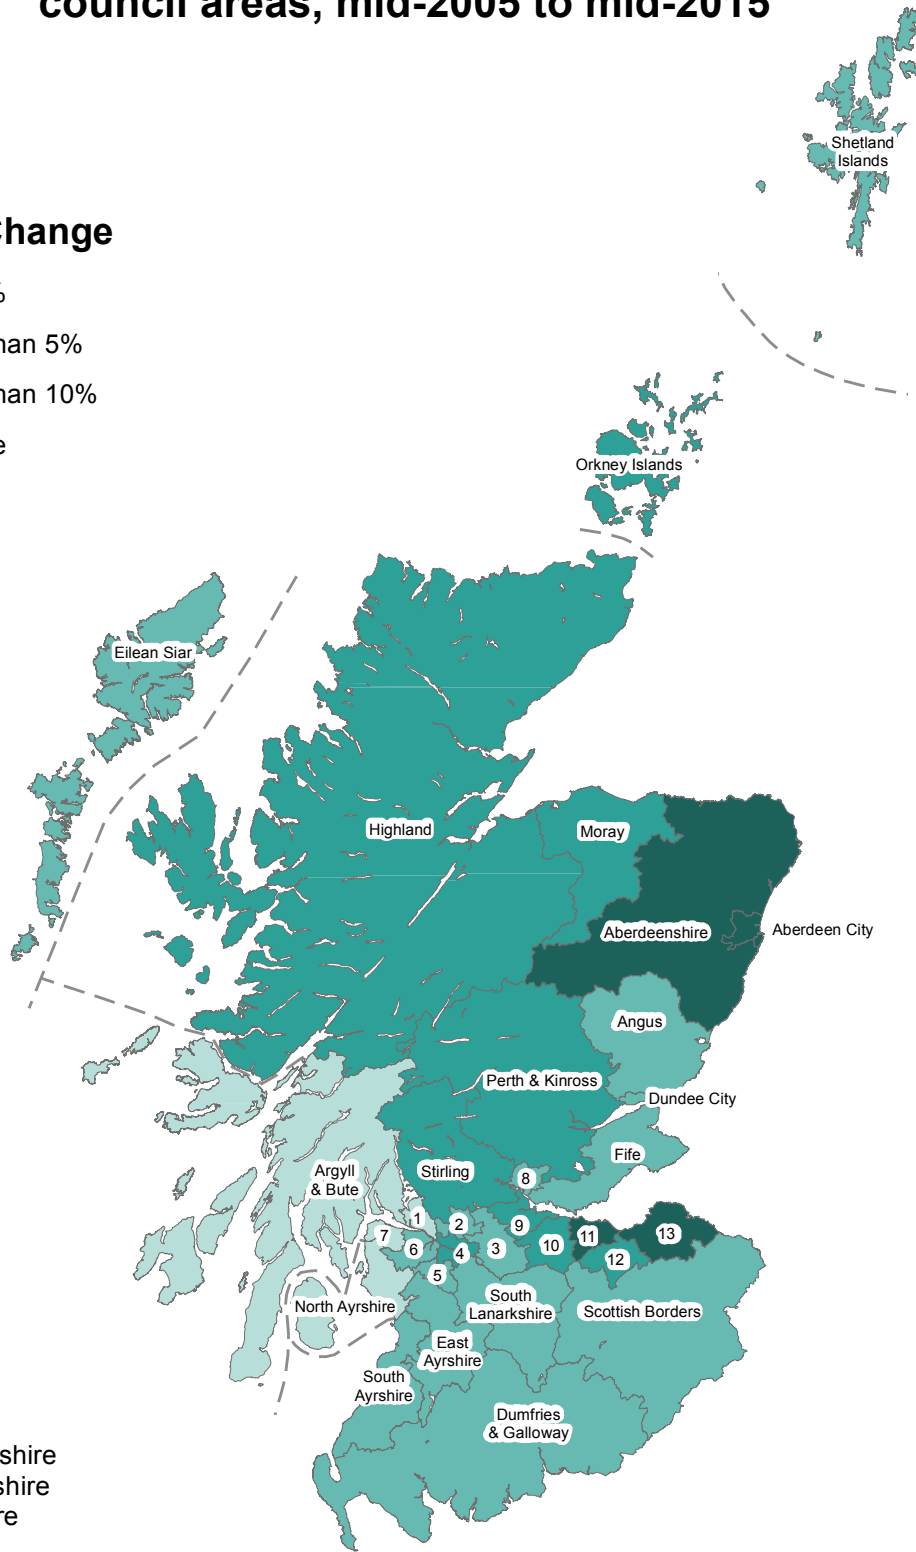 council areas, mid-2005 to mid-2015
Shetland
Islands
Change
%
than 5%
than 10%
Orkney Islands
Eilean Siar
Highland
Moray
Aberdeenshire
Aberdeen City
Angus
Perth & Kinross
Dundee City
Fife
Argyll
& Bute
Stirling
8
1
2
9
11
13
7
6
4
3
10
12
5
North Ayrshire
South
Lanarkshire
Scottish Borders
East
Ayrshire
South
Ayrshire
Dumfries
& Galloway
shire
shire
re